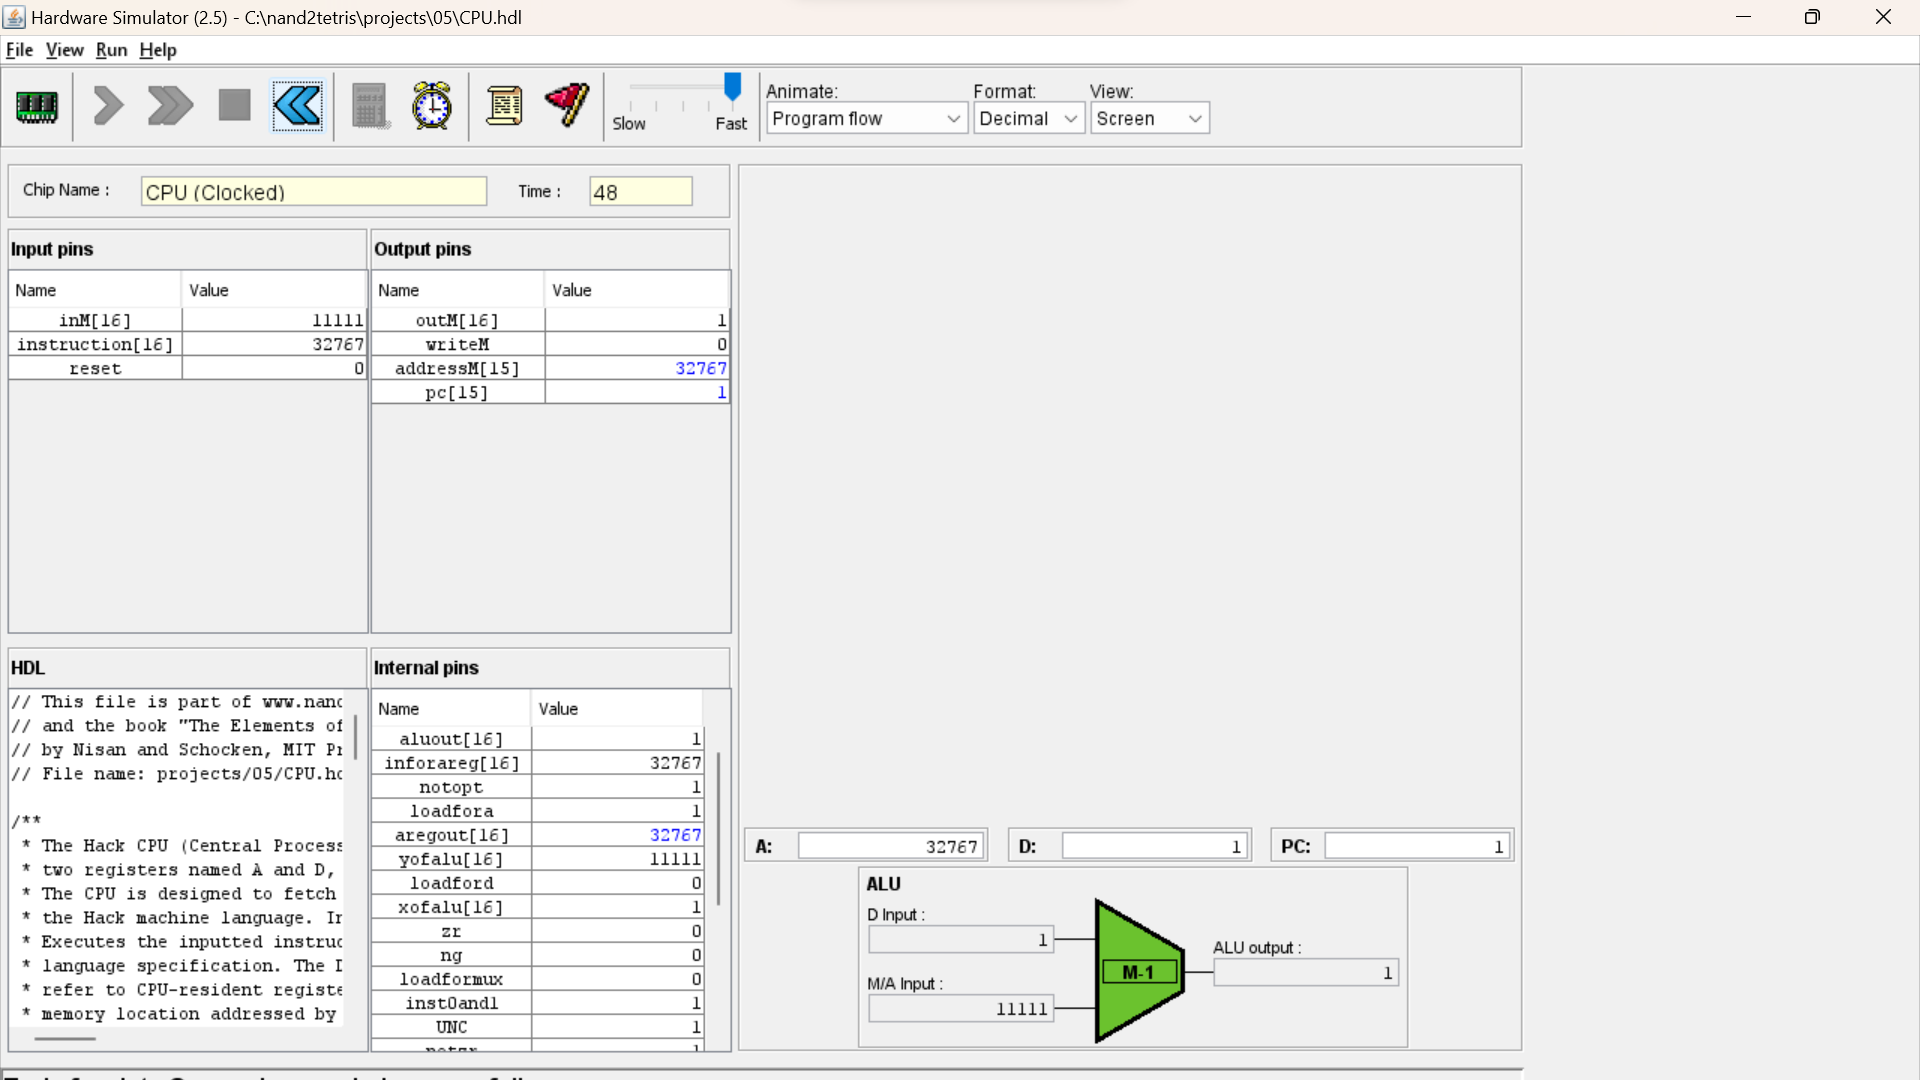 Hardware Simulator (2.5) - C:\nand2tetris\projects\05\CPU.hdl
File View Run Help
Slow Fast
Animate: Format: View:
Program flow Decimal Screen
Chip Name : CPU (Clocked) Time : 48
Input pins
Name Value
inM[16] 11111
instruction[16] 32767
reset 0
Output pins
Name Value
outM[16] 1
writeM 0
addressM[15] 32767
pc[15] 1
HDL
// This file is part of www.nand
// and the book "The Elements of
// by Nisan and Schocken, MIT Pr
// File name: projects/05/CPU.hd
/**
* The Hack CPU (Central Process
* two registers named A and D,
* The CPU is designed to fetch
* the Hack machine language. In
* Executes the inputted instruc
* language specification. The D
* refer to CPU-resident registe
* memory location addressed by
Internal pins
Name Value
aluout[16] 1
inforareg[16] 32767
notopt 1
loadfora 1
aregout[16] 32767
yofalu[16] 11111
loadford 0
xofalu[16] 1
zr 0
ng 0
loadformux 0
inst0and1 1
UNC 1
A: 32767 D: 1 PC: 1
ALU
D Input :
1
M/A Input :
11111
M-1
ALU output :
1